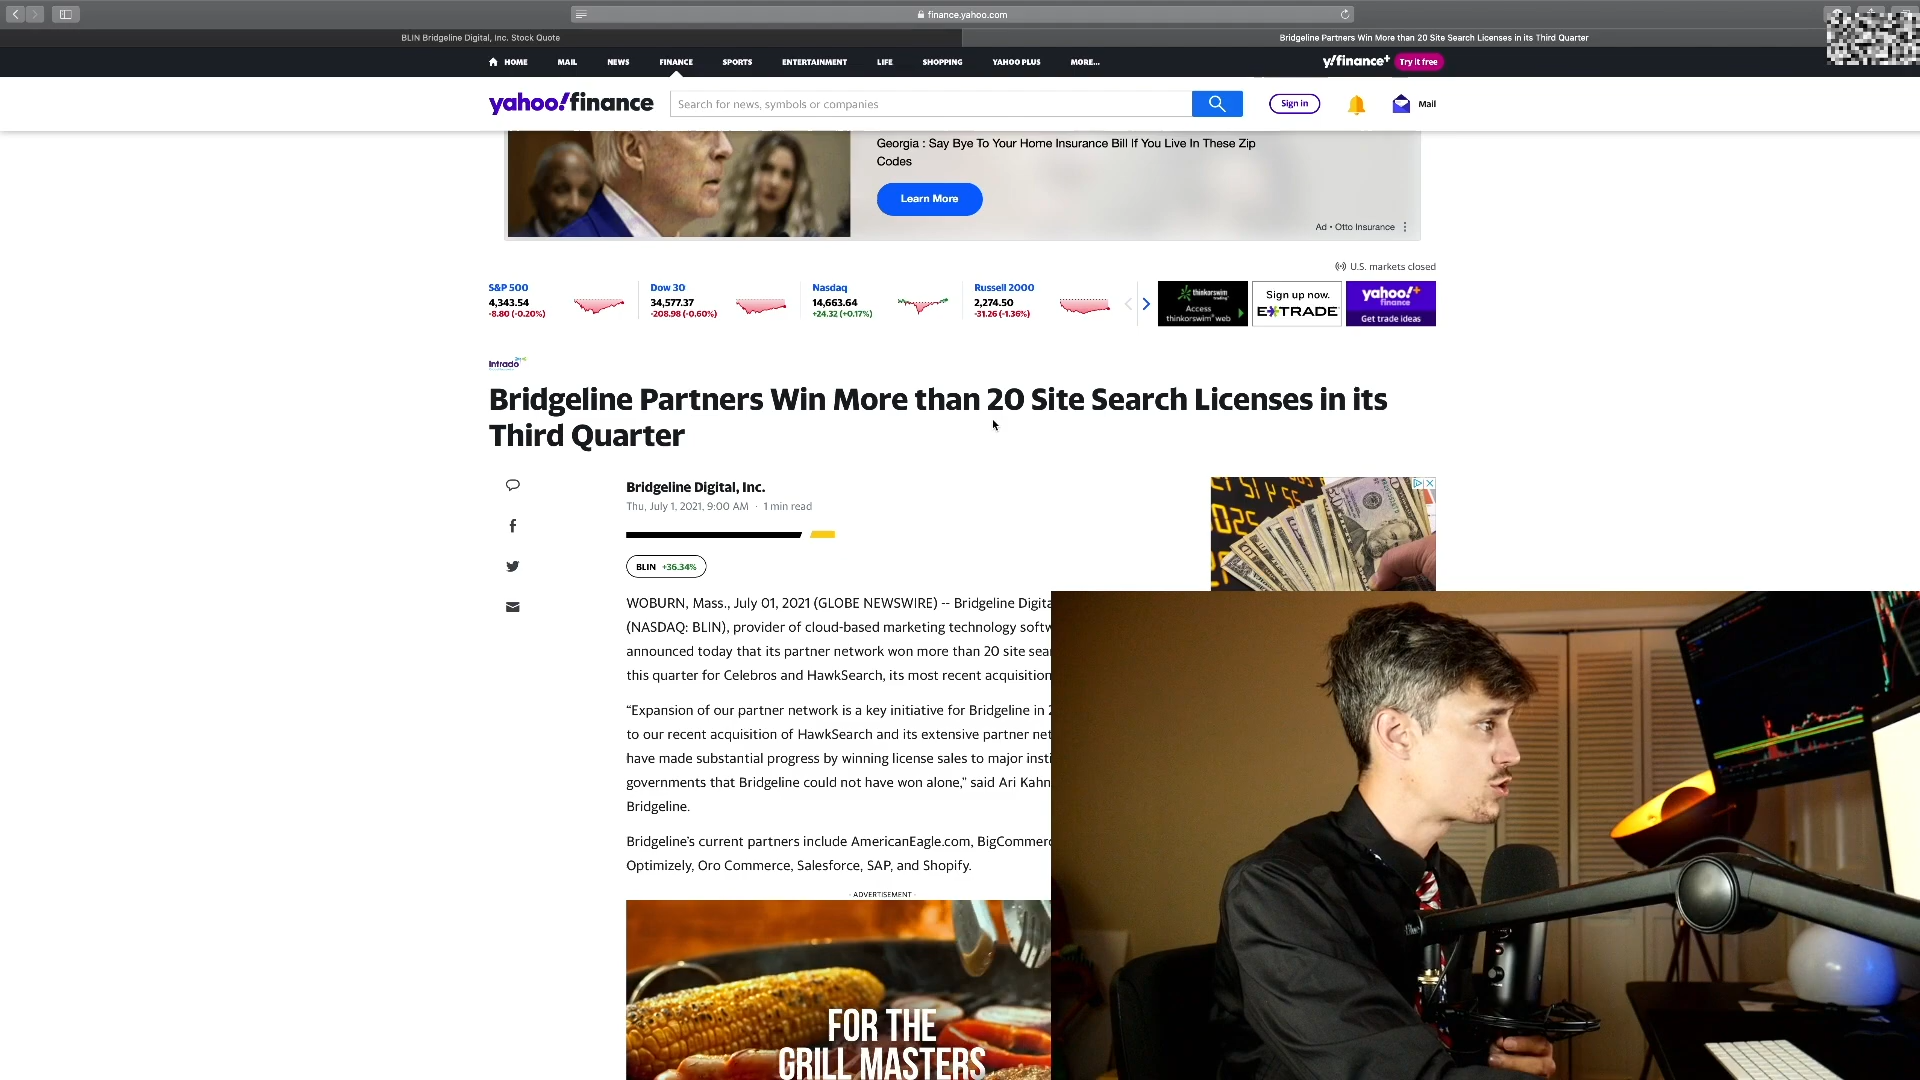 finance.yahoo.com
BLIN Bridgeline Digital, Inc. Stock Quote
Bridgeline Partners Win More than 20 Site Search Licenses in its Third Quarter
HOME MAIL NEWS FINANCE SPORTS ENTERTAINMENT LIFE SHOPPING YAHOO PLUS MORE...
y/finance+ Try it free
yahoo!finance
Search for news, symbols or companies
Sign in
Mail
Georgia : Say Bye To Your Home Insurance Bill If You Live In These Zip
Codes
Learn More
Ad • Otto Insurance
U.S. markets closed
S&P 500 Dow 30 Nasdaq Russell 2000
4,343.54 34,577.37 14,663.64 2,274.50
-8.80 (-0.20%) -208.98 (-0.60%) +24.32 (+0.17%) -31.26 (-1.36%)
thinkorswim
Access
thinkorswim web
Sign up now.
E*TRADE
yahoo!+
finance
Get trade ideas
Intrado
Bridgeline Partners Win More than 20 Site Search Licenses in its
Third Quarter
Bridgeline Digital, Inc.
Thu, July 1, 2021, 9:00 AM · 1 min read
BLIN +36.34%
WOBURN, Mass., July 01, 2021 (GLOBE NEWSWIRE) -- Bridgeline Digita
(NASDAQ: BLIN), provider of cloud-based marketing technology softw
announced today that its partner network won more than 20 site sea
this quarter for Celebros and HawkSearch, its most recent acquisition
“Expansion of our partner network is a key initiative for Bridgeline in 2
to our recent acquisition of HawkSearch and its extensive partner net
have made substantial progress by winning license sales to major insti
governments that Bridgeline could not have won alone,” said Ari Kahn
Bridgeline.
Bridgeline’s current partners include AmericanEagle.com, BigCommerc
Optimizely, Oro Commerce, Salesforce, SAP, and Shopify.
- ADVERTISEMENT -
FOR THE
GRILL MASTERS